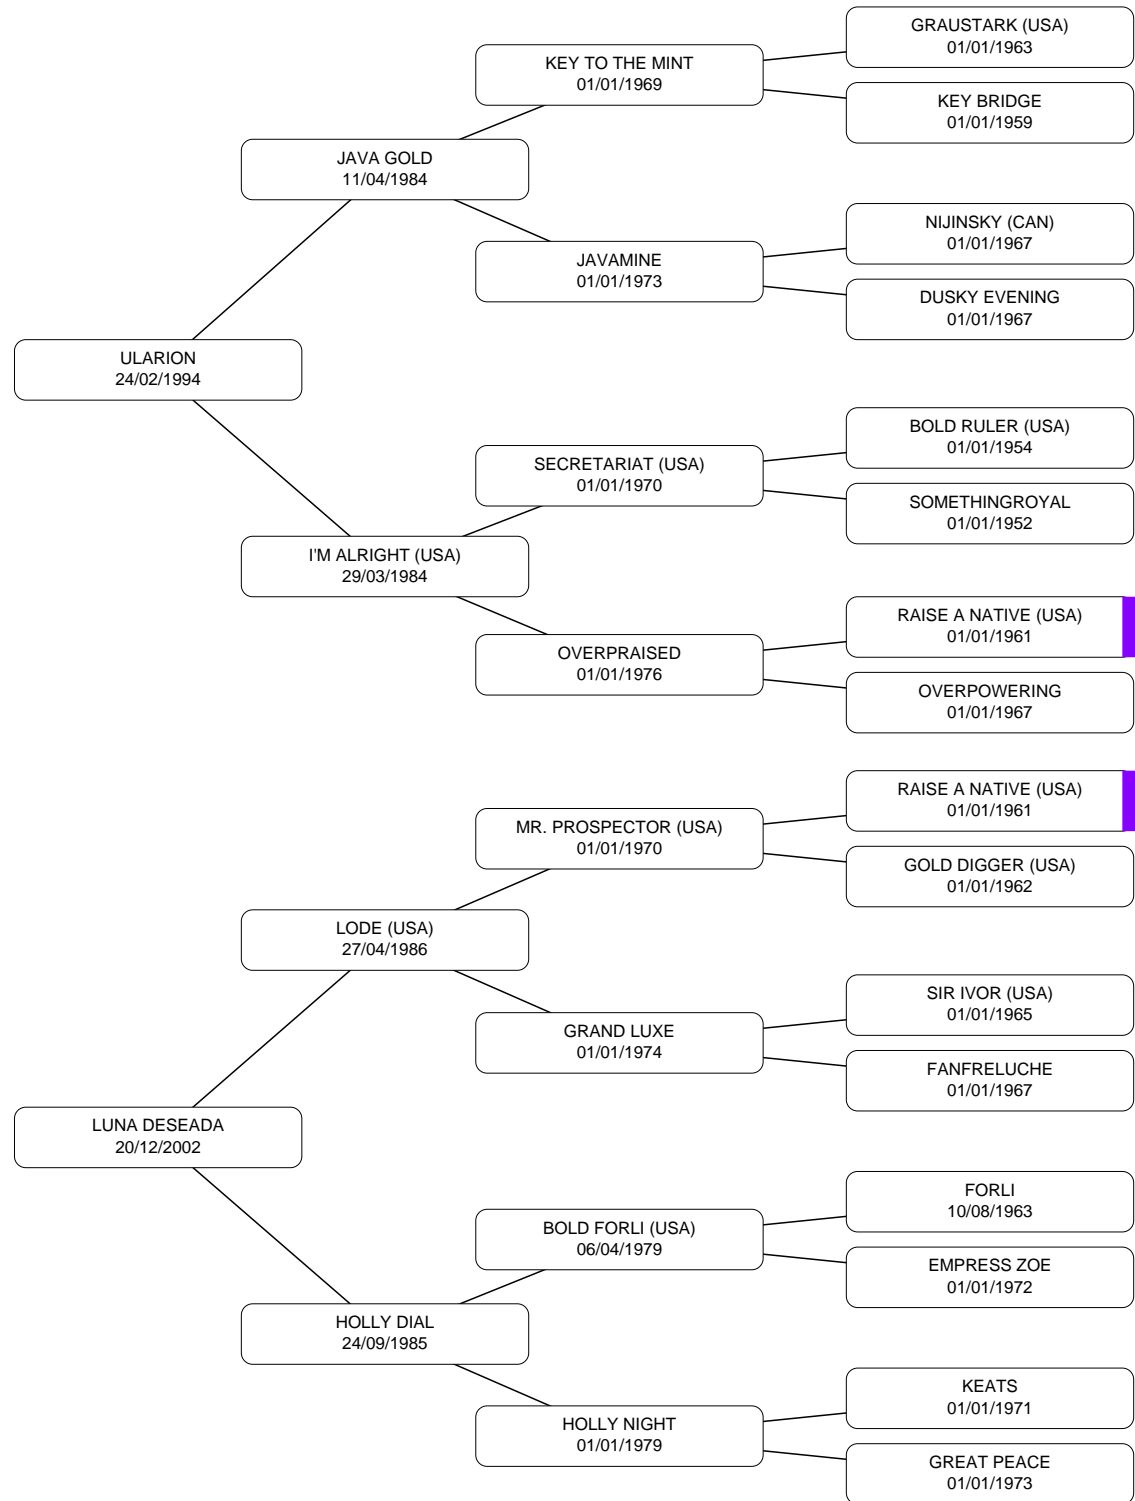 GRAUSTARK (USA)
01/01/1963
KEY TO THE MINT
01/01/1969
KEY BRIDGE
01/01/1959
JAVA GOLD
11/04/1984
NIJINSKY (CAN)
01/01/1967
JAVAMINE
01/01/1973
DUSKY EVENING
01/01/1967
ULARION
24/02/1994
BOLD RULER (USA)
01/01/1954
SECRETARIAT (USA)
01/01/1970
SOMETHINGROYAL
01/01/1952
I'M ALRIGHT (USA)
29/03/1984
RAISE A NATIVE (USA)
01/01/1961
OVERPRAISED
01/01/1976
OVERPOWERING
01/01/1967
RAISE A NATIVE (USA)
01/01/1961
MR. PROSPECTOR (USA)
01/01/1970
GOLD DIGGER (USA)
01/01/1962
LODE (USA)
27/04/1986
SIR IVOR (USA)
01/01/1965
GRAND LUXE
01/01/1974
FANFRELUCHE
01/01/1967
LUNA DESEADA
20/12/2002
FORLI
10/08/1963
BOLD FORLI (USA)
06/04/1979
EMPRESS ZOE
01/01/1972
HOLLY DIAL
24/09/1985
KEATS
01/01/1971
HOLLY NIGHT
01/01/1979
GREAT PEACE
01/01/1973